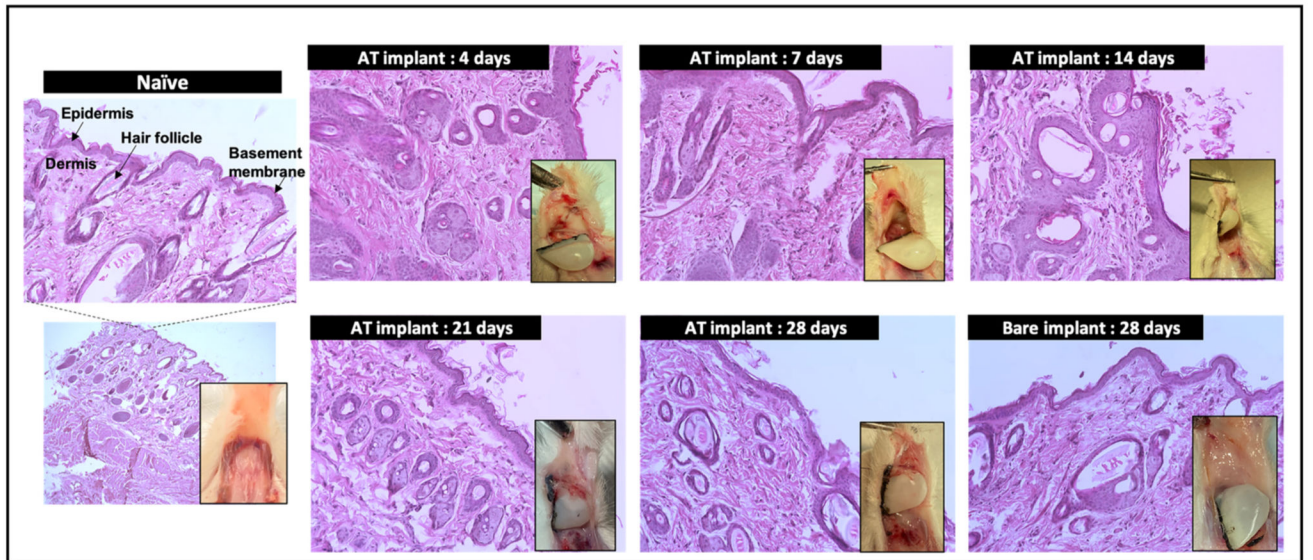 Naïve
Epidermis
Hair follicle
Dermis
Basement
membrane
AT implant : 4 days
AT implant : 7 days
AT implant : 14 days
AT implant : 21 days
AT implant : 28 days
Bare implant : 28 days